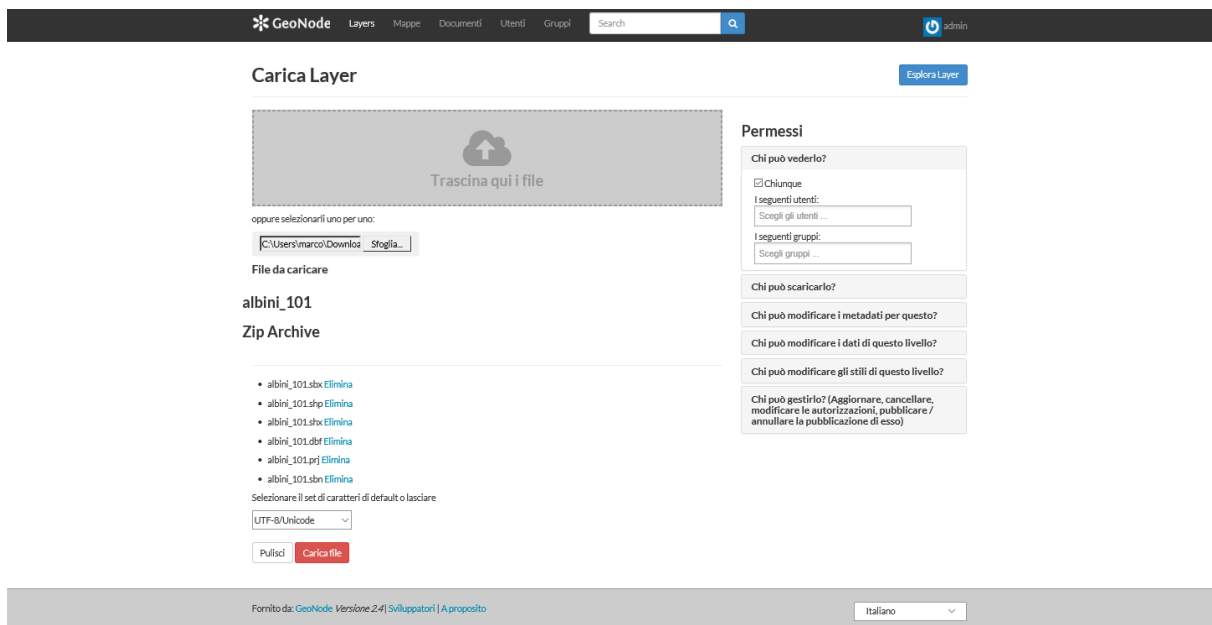 GeoNode Layers Mappe Documenti Utenti Gruppi Search admin
Carica Layer
Esplora Layer
Trascina qui i file
oppure selezionarli uno per uno:
C:\Users\marco\Downloa Sfoglia...
File da caricare
albini_101
Zip Archive
albini_101.sbx Elimina
albini_101.shp Elimina
albini_101.shx Elimina
albini_101.dbf Elimina
albini_101.prj Elimina
albini_101.sbn Elimina
Selezionare il set di caratteri di default o lasciare
UTF-8/Unicode
Pulisci Carica file
Permessi
Chi può vederlo?
Chiunque
I seguenti utenti:
Scegli gli utenti ...
I seguenti gruppi:
Scegli gruppi ...
Chi può scaricarlo?
Chi può modificare i metadati per questo?
Chi può modificare i dati di questo livello?
Chi può modificare gli stili di questo livello?
Chi può gestirlo? (Aggiornare, cancellare,
modificare le autorizzazioni, pubblicare /
annullare la pubblicazione di esso)
Fornito da: GeoNode Versione 2.4| Sviluppatori | A proposito
Italiano